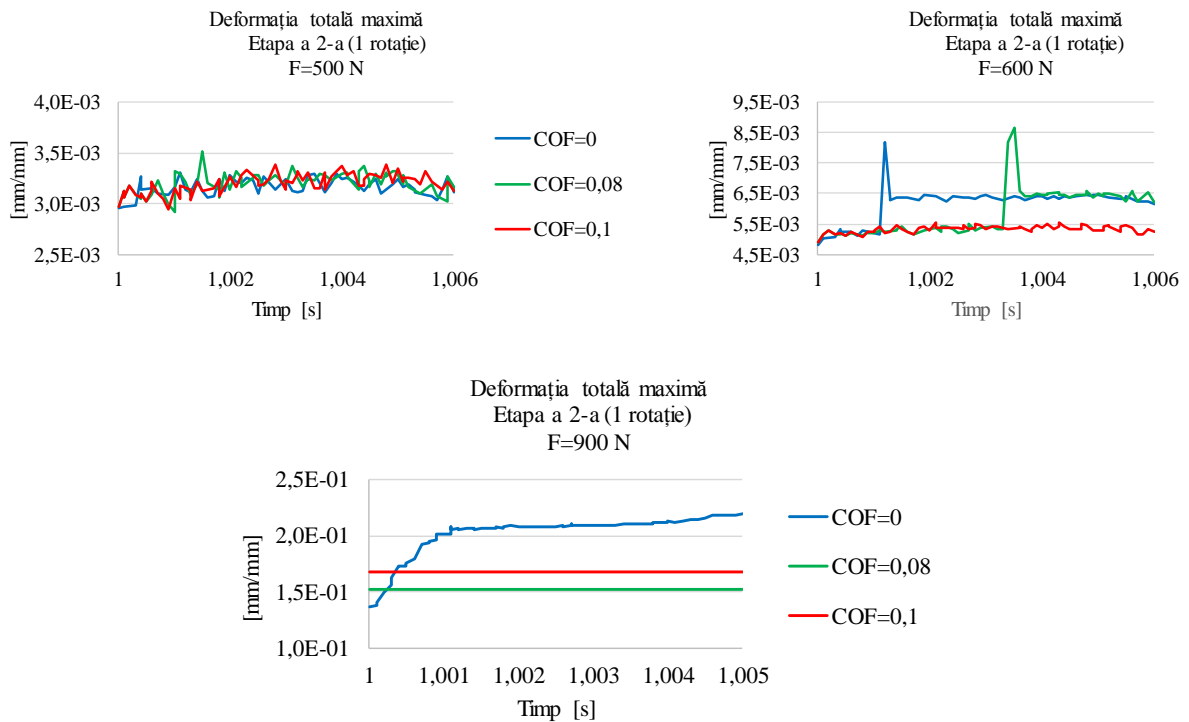 Deformația totală maximă
Etapa a 2-a (1 rotație)
F=500 N
4,0E-03
3,5E-03
3,0E-03
2,5E-03
[mm/mm]
1
1,002
1,004
1,006
Timp [s]
COF=0
COF=0,08
COF=0,1
Deformația totală maximă
Etapa a 2-a (1 rotație)
F=600 N
9,5E-03
8,5E-03
7,5E-03
6,5E-03
5,5E-03
4,5E-03
[mm/mm]
1
1,002
1,004
1,006
Timp [s]
Deformația totală maximă
Etapa a 2-a (1 rotație)
F=900 N
2,5E-01
2,0E-01
1,5E-01
1,0E-01
[mm/mm]
1
1,001
1,002
1,003
1,004
1,005
Timp [s]
COF=0
COF=0,08
COF=0,1